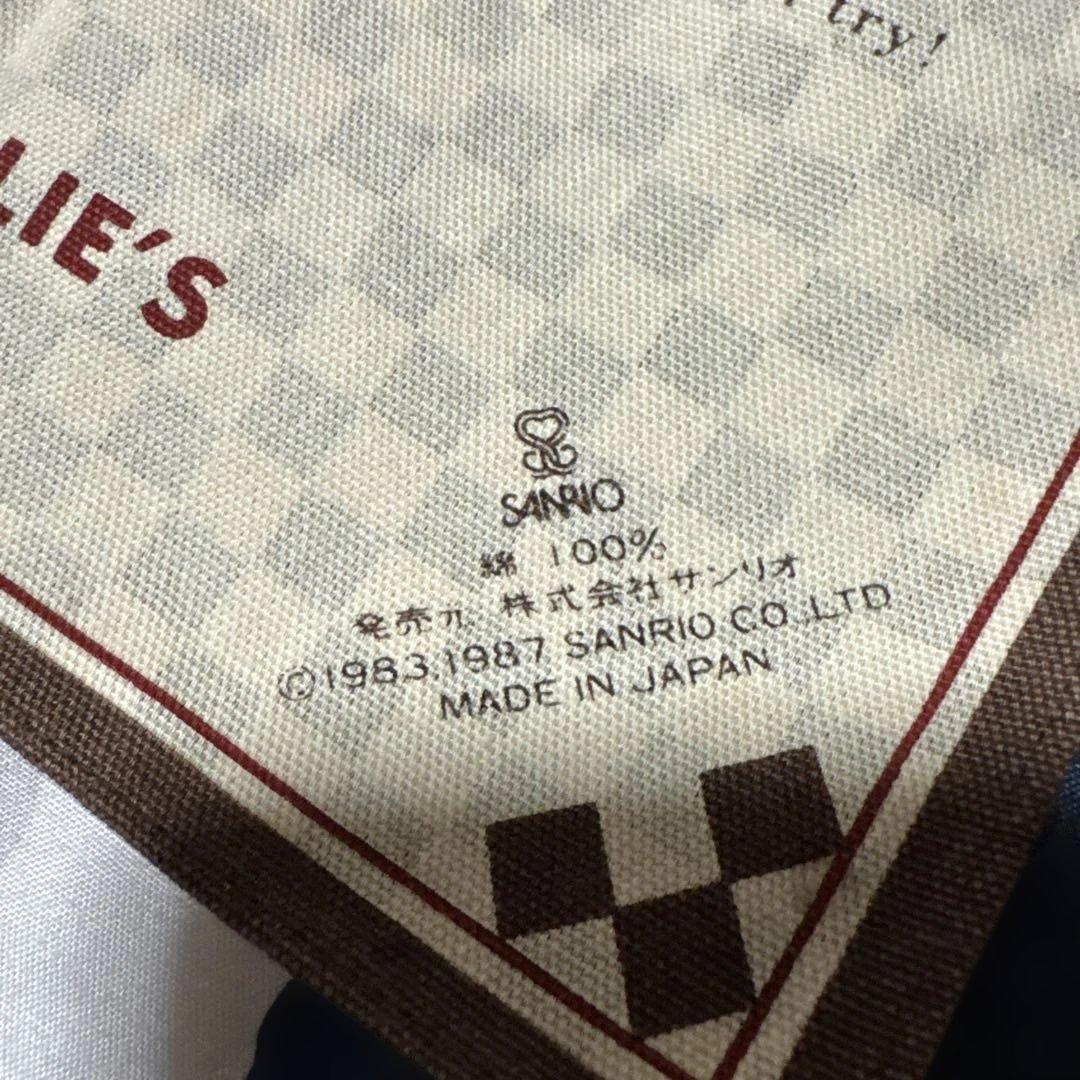 try!
LIE'S
SANRIO
綿 100%
発売元 株式会社サンリオ
©1983,1987 SANRIO CO.,LTD
MADE IN JAPAN